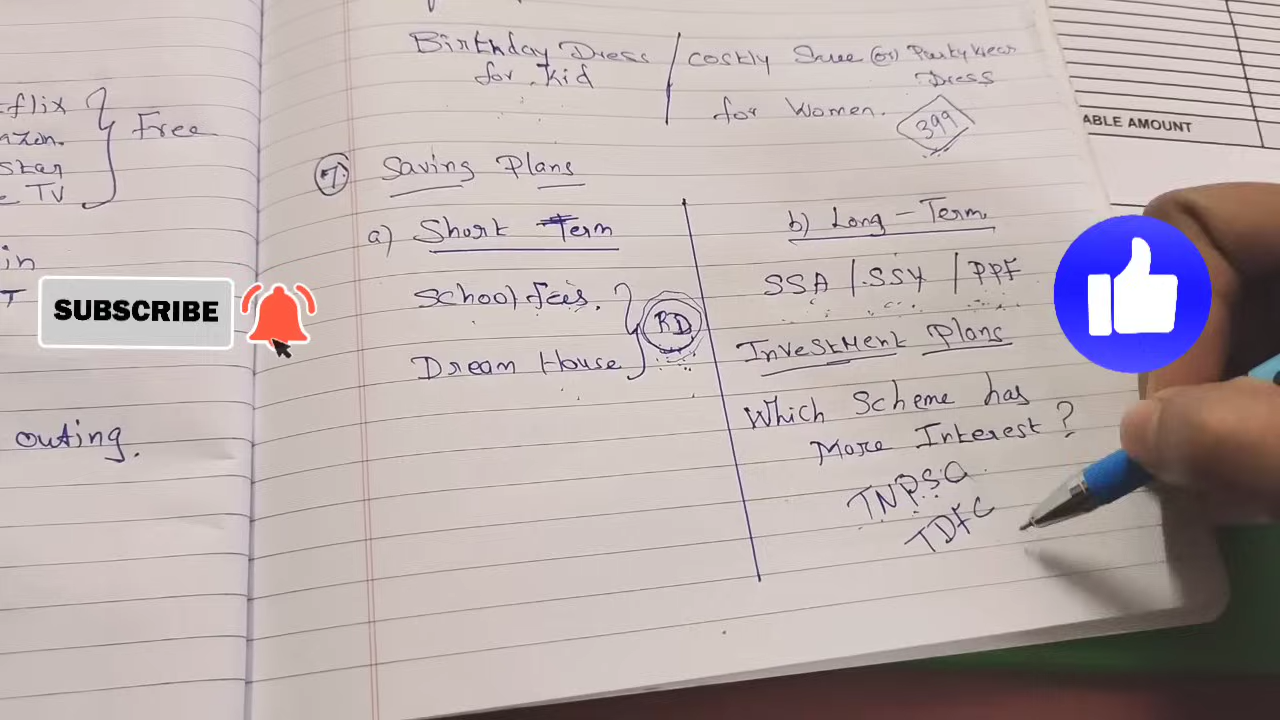 Birthday Dress / costly Saree (or) Party Wear
for Kid
Dress
for Women.
399
flix
Free
star
TV
in
T
outing.
7 Saving Plans
a) Short Term
School fees.
Dream House
RD
b) Long-Term
SSA / SSY / PPF
Investment Plans
Which Scheme has
More Interest?
TNPSC
TDFC
ABLE AMOUNT
SUBSCRIBE